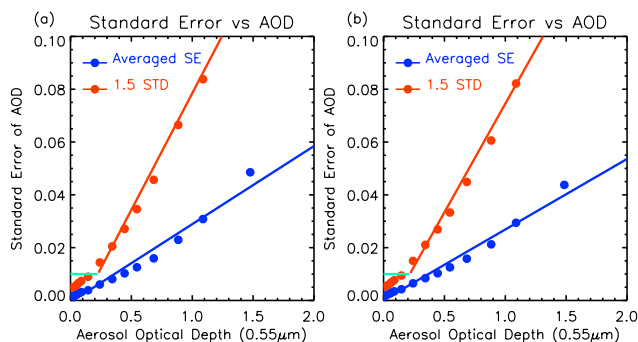 (a)
Standard Error vs AOD
Averaged SE
1.5 STD
Standard Error of AOD
0.10
0.08
0.06
0.04
0.02
0.00
0.0 0.5 1.0 1.5 2.0
Aerosol Optical Depth (0.55μm)
(b)
Standard Error vs AOD
Averaged SE
1.5 STD
Standard Error of AOD
0.10
0.08
0.06
0.04
0.02
0.00
0.0 0.5 1.0 1.5 2.0
Aerosol Optical Depth (0.55μm)